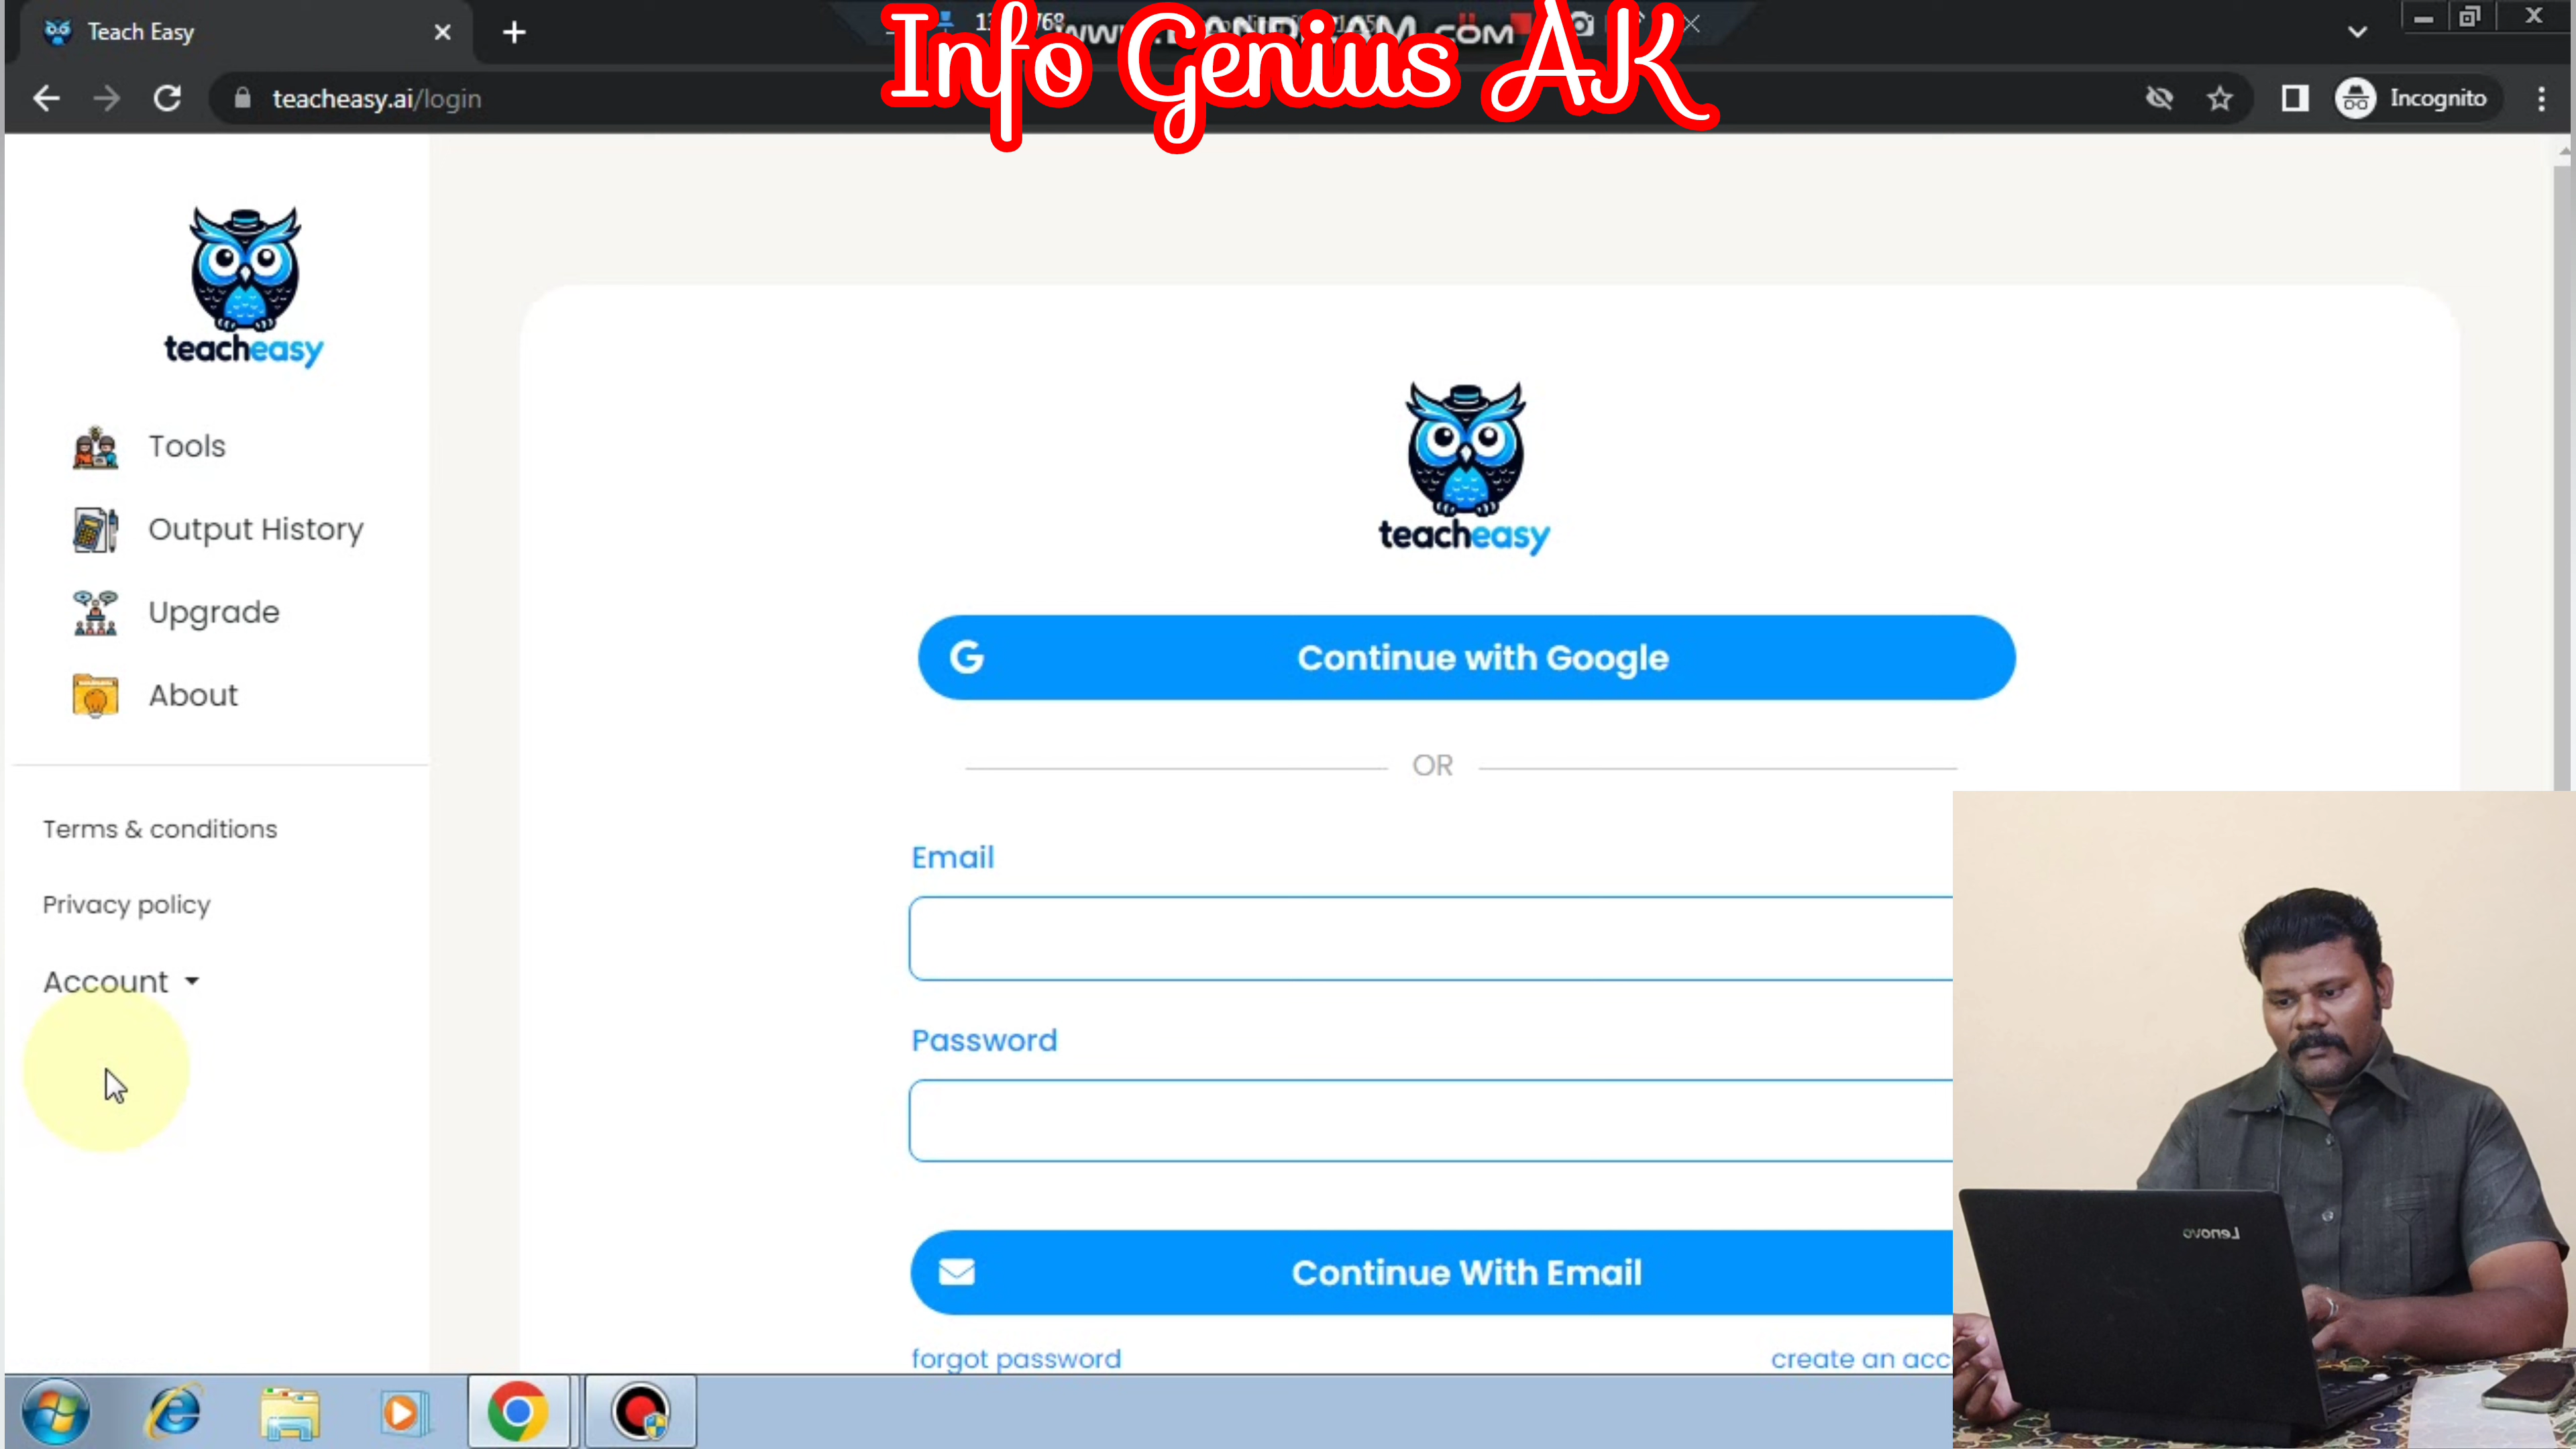 Teach Easy
Info Genius AK
teacheasy.ai/login
Incognito
teacheasy
Tools
Output History
Upgrade
About
Terms & conditions
Privacy policy
Account
teacheasy
Continue with Google
OR
Email
Password
Continue With Email
forgot password
create an acc
Lenovo